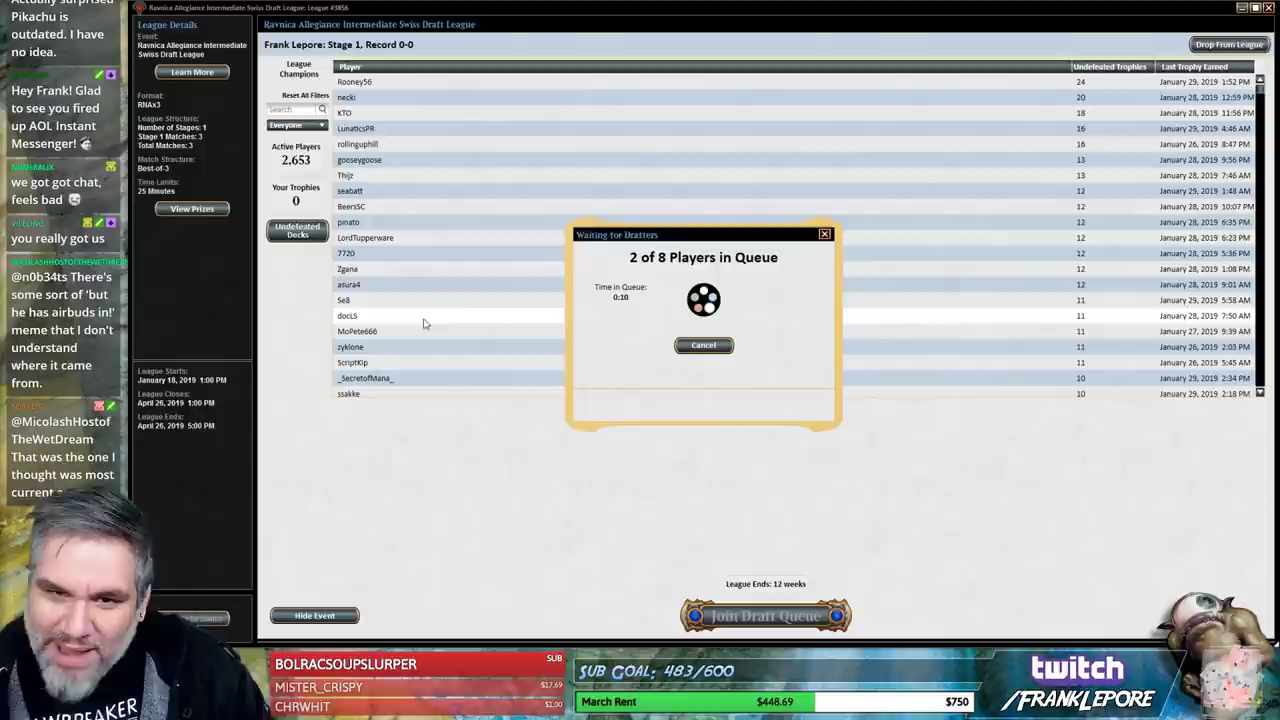 Actually surprised
Pikachu is
outdated. I have
no idea.
Hey Frank! Glad
to see you fired
up AOL Instant
Messenger!
NUMERALIX
we got got chat,
feels bad
VILECING
you really got us
@n0b34ts There's
some sort of 'but
he has airbuds in!'
meme that I don't
understand
where it came
from.
@MicolashHostof
TheWetDream
That was the one I
thought was most
current
Ravnica Allegiance Intermediate Swiss Draft League: League #3856
League Details
Event:
Ravnica Allegiance Intermediate
Swiss Draft League
Learn More
Format:
RNAx3
League Structure:
Number of Stages: 1
Stage 1 Matches: 3
Total Matches: 3
Match Structure:
Best-of-3
Time Limits:
25 Minutes
View Prizes
League Starts:
January 18, 2019 1:00 PM
League Closes:
April 26, 2019 1:00 PM
League Ends:
April 26, 2019 5:00 PM
Ravnica Allegiance Intermediate Swiss Draft League
Frank Lepore: Stage 1, Record 0-0
Drop From League
League
Champions
Reset All Filters
Search
Everyone
Active Players
2,653
Your Trophies
0
Undefeated
Decks
Player Undefeated Trophies Last Trophy Earned
Rooney56 24 January 29, 2019 1:52 PM
necki 20 January 28, 2019 12:59 PM
KTO 18 January 28, 2019 11:56 PM
LunaticsPR 16 January 29, 2019 4:46 AM
rollinguphill 16 January 26, 2019 8:47 PM
gooseygoose 13 January 28, 2019 9:56 PM
Thijz 13 January 28, 2019 7:46 AM
seabatt 12 January 29, 2019 1:48 AM
BeersSC 12 January 28, 2019 10:07 PM
pinato 12 January 28, 2019 6:35 PM
LordTupperware 12 January 28, 2019 6:23 PM
7720 12 January 28, 2019 5:36 PM
Zgana 12 January 28, 2019 1:08 PM
asura4 12 January 28, 2019 9:01 AM
Se8 11 January 29, 2019 5:58 AM
docLS 11 January 28, 2019 7:50 AM
MoPete666 11 January 27, 2019 9:39 AM
zyklone 11 January 26, 2019 2:03 PM
ScriptKip 11 January 26, 2019 5:45 AM
_SecretofMana_ 10 January 29, 2019 2:34 PM
ssakke 10 January 29, 2019 2:18 PM
Waiting for Drafters
2 of 8 Players in Queue
Time in Queue:
0:10
Cancel
League Ends: 12 weeks
Hide Event
Join Draft Queue
BOLRACSOUPSLURPER SUB
MISTER_CRISPY $17.69
CHRWHIT $1.00
SUB GOAL: 483/600
March Rent $448.69 $750
twitch
/FRANKLEPORE